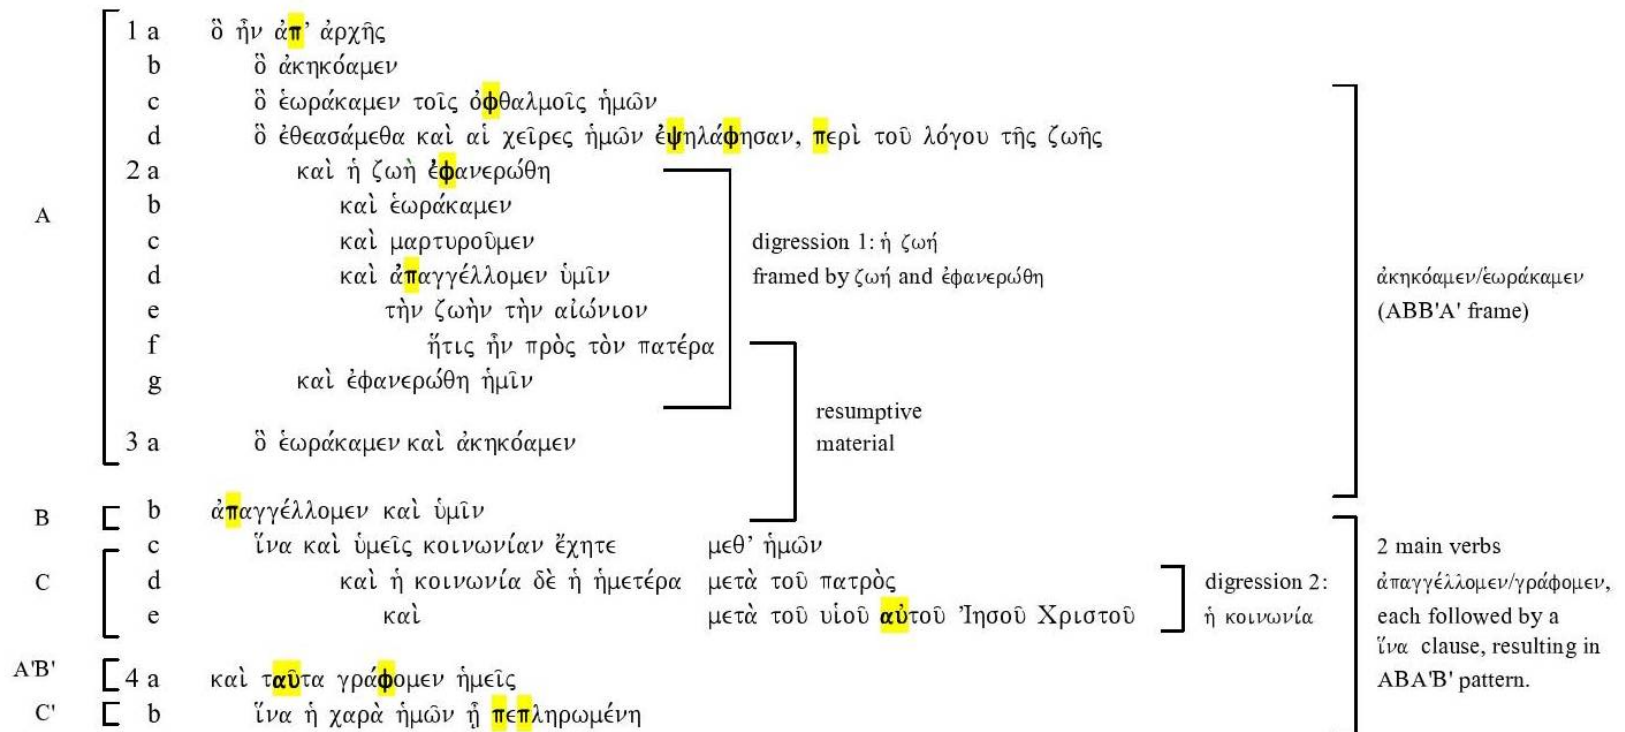 1 a ὃ ἦν ἀπ’ ἀρχῆς
b ὃ ἀκηκόαμεν
c ὃ ἑωράκαμεν τοῖς ὀφθαλμοῖς ἡμῶν
d ὃ ἐθεασάμεθα καὶ αἱ χεῖρες ἡμῶν ἐψηλάφησαν, περὶ τοῦ λόγου τῆς ζωῆς
2 a καὶ ἡ ζωὴ ἐφανερώθη
A
b καὶ ἑωράκαμεν
c καὶ μαρτυροῦμεν
digression 1: ἡ ζωή
d καὶ ἀπαγγέλλομεν ὑμῖν
framed by ζωή and ἐφανερώθη
ἀκηκόαμεν/ἑωράκαμεν
(ABB'A' frame)
e τὴν ζωὴν τὴν αἰώνιον
f ἥτις ἦν πρὸς τὸν πατέρα
g καὶ ἐφανερώθη ἡμῖν
resumptive
material
3 a ὃ ἑωράκαμεν καὶ ἀκηκόαμεν
B b ἀπαγγέλλομεν καὶ ὑμῖν
c ἵνα καὶ ὑμεῖς κοινωνίαν ἔχητε μεθ’ ἡμῶν
C d καὶ ἡ κοινωνία δὲ ἡ ἡμετέρα μετὰ τοῦ πατρὸς
e καὶ μετὰ τοῦ υἱοῦ αὐτοῦ Ἰησοῦ Χριστοῦ
digression 2:
ἡ κοινωνία
2 main verbs
ἀπαγγέλλομεν/γράφομεν,
each followed by a
ἵνα clause, resulting in
ABA'B' pattern.
A'B' 4 a καὶ ταῦτα γράφομεν ἡμεῖς
C' b ἵνα ἡ χαρὰ ἡμῶν ᾖ πεπληρωμένη